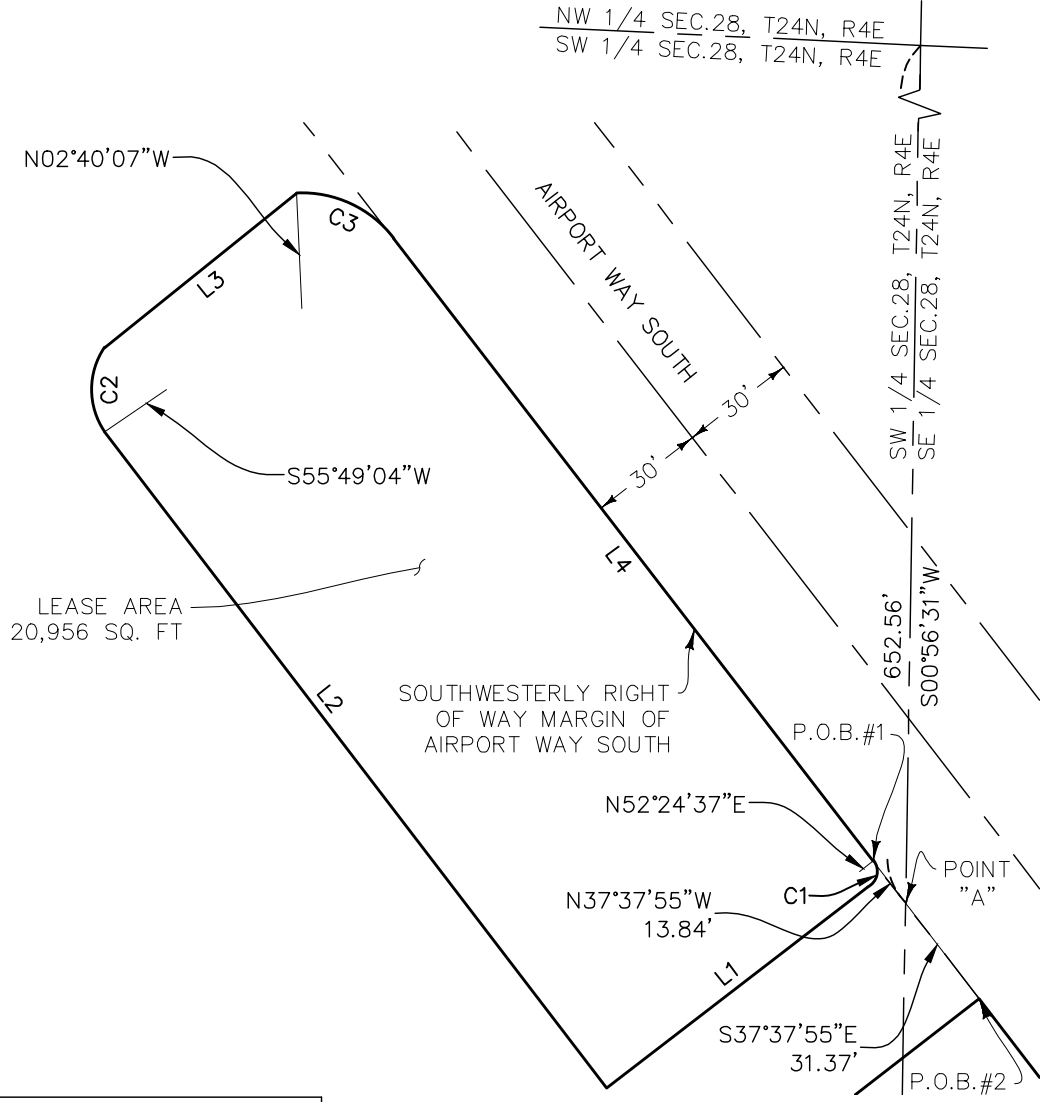 NW 1/4 SEC.28, T24N, R4E
SW 1/4 SEC.28, T24N, R4E
SW 1/4 SEC.28, T24N, R4E
SE 1/4 SEC.28, T24N, R4E
N02°40'07"W
C3
AIRPORT WAY SOUTH
L3
C2
30'
30'
S55°49'04"W
L4
LEASE AREA
20,956 SQ. FT
652.56'
S00°56'31"W
L2
SOUTHWESTERLY RIGHT
OF WAY MARGIN OF
AIRPORT WAY SOUTH
P.O.B.#1
N52°24'37"E
POINT
"A"
C1
N37°37'55"W
13.84'
L1
S37°37'55"E
31.37'
P.O.B.#2